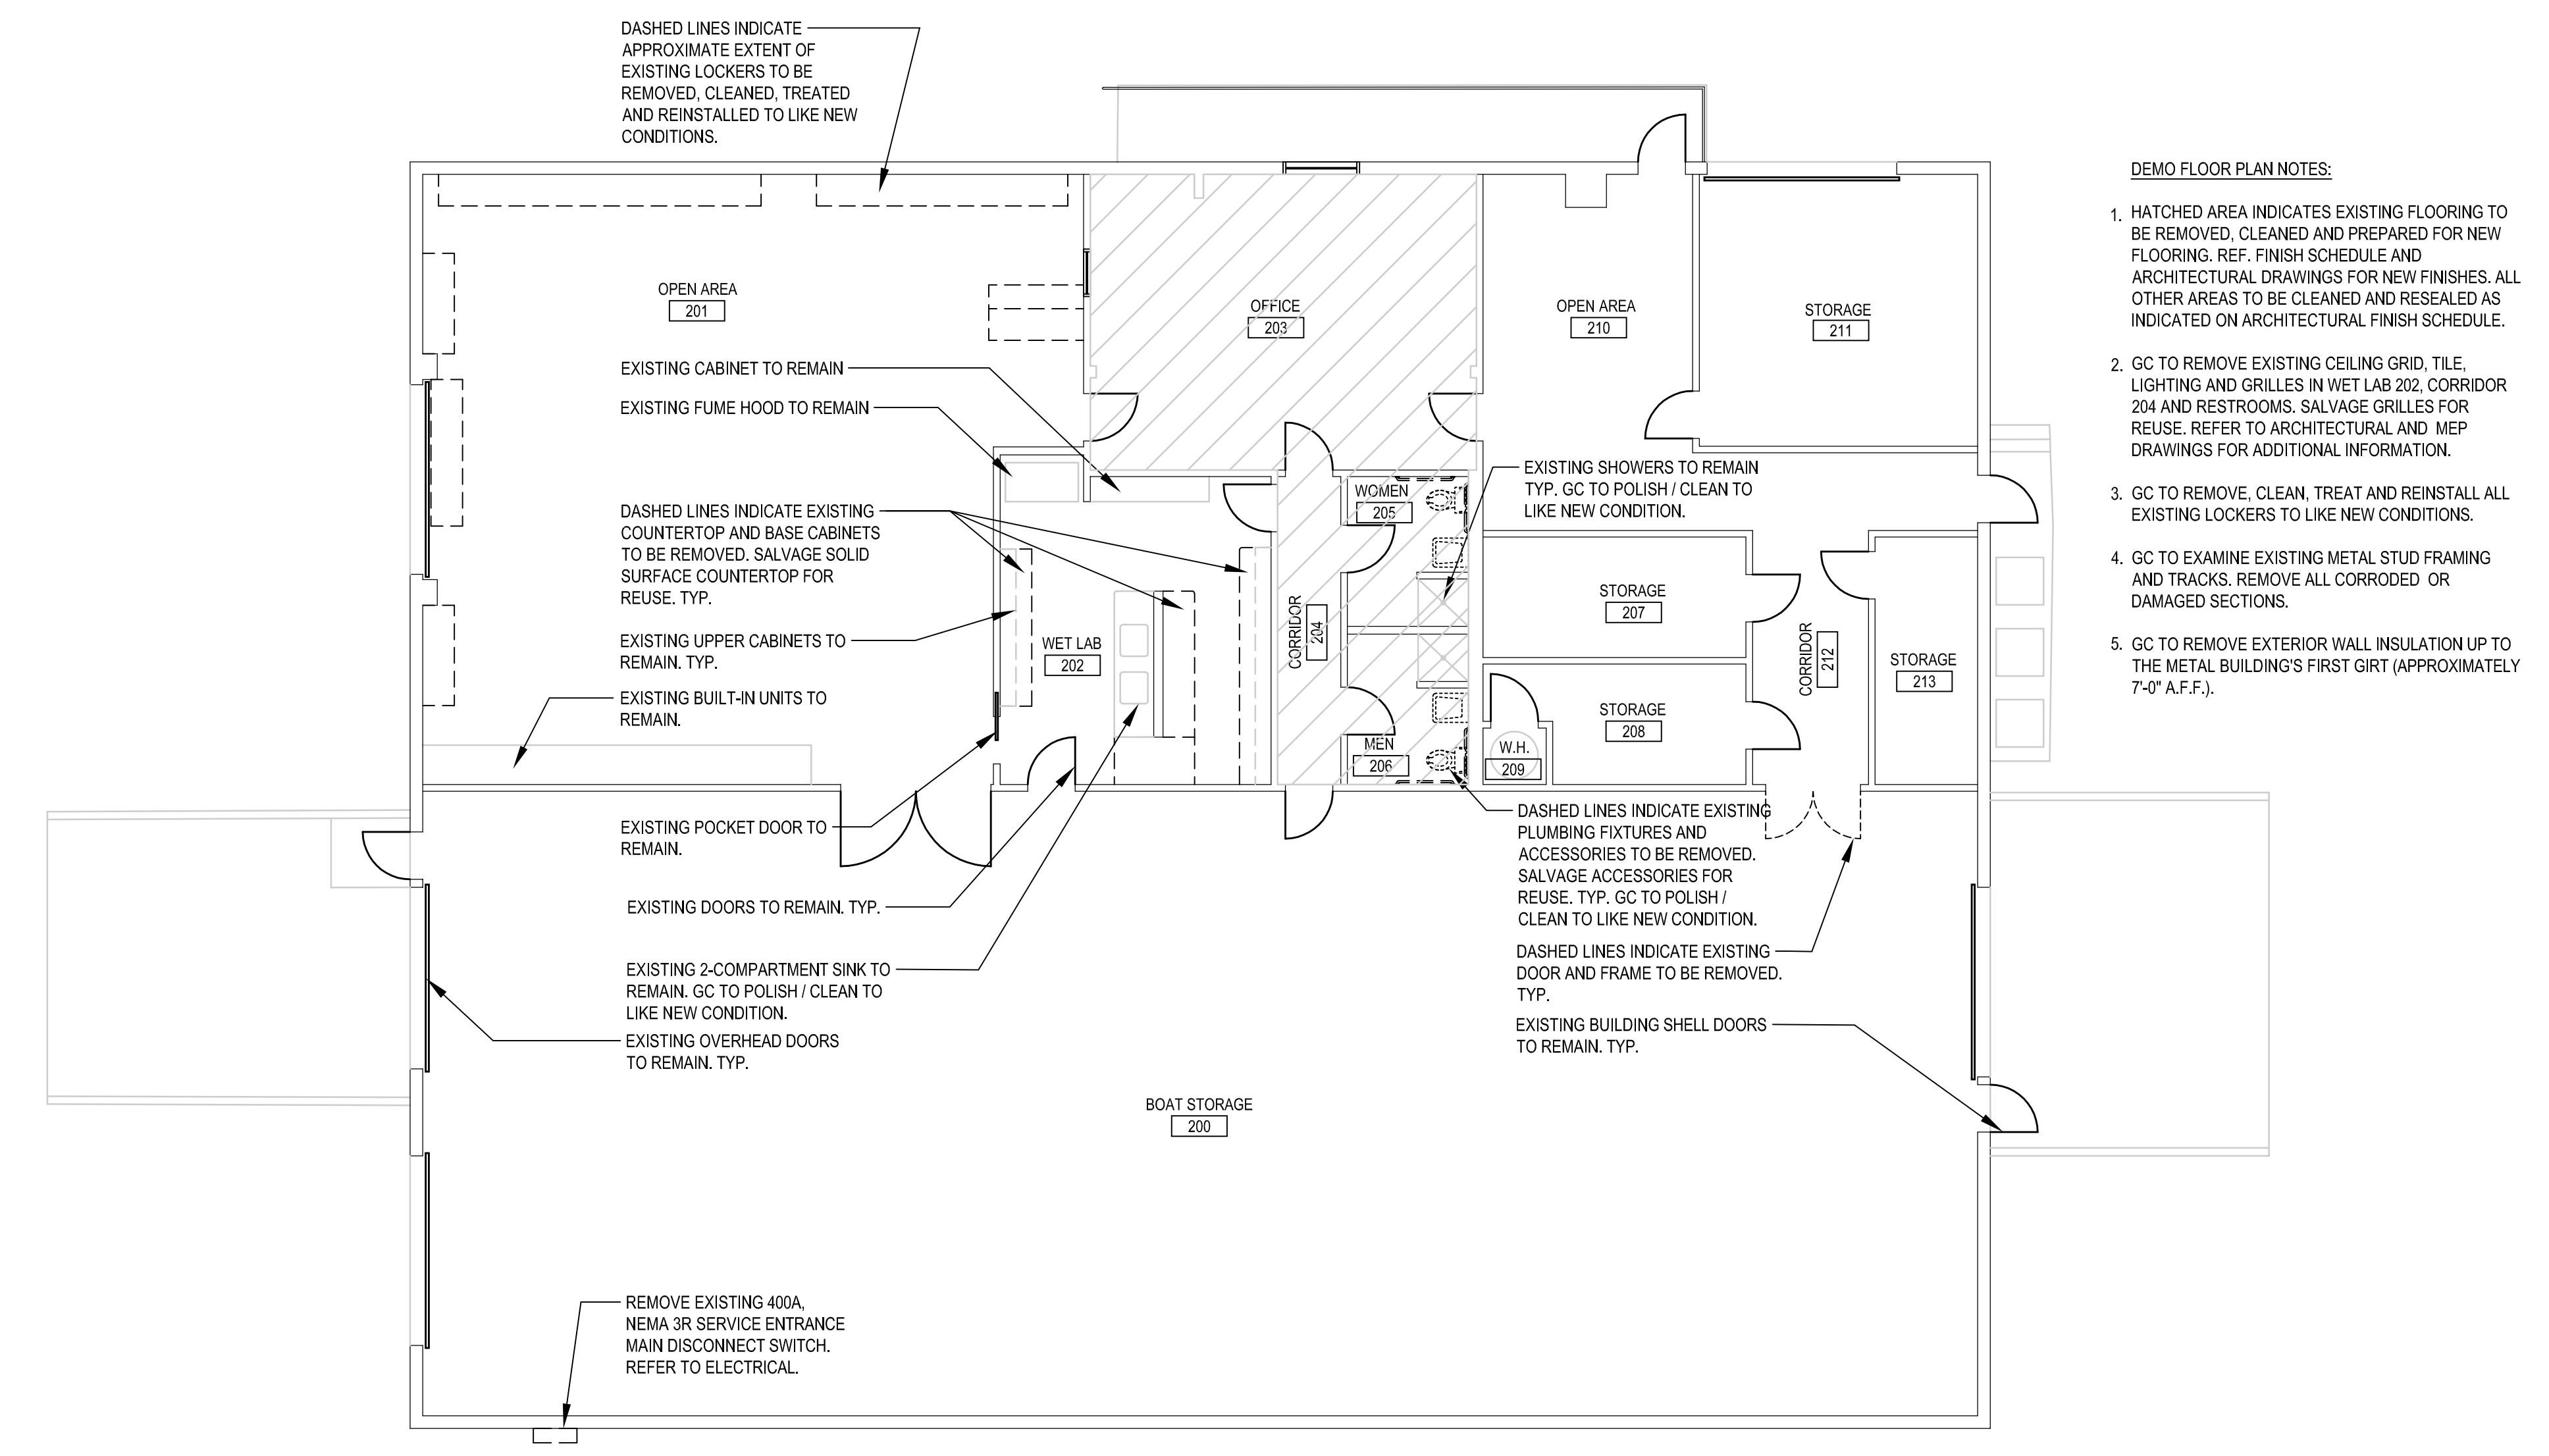 DASHED LINES INDICATE
APPROXIMATE EXTENT OF
EXISTING LOCKERS TO BE
REMOVED, CLEANED, TREATED
AND REINSTALLED TO LIKE NEW
CONDITIONS.
OPEN AREA
201
OFFICE
203
OPEN AREA
210
STORAGE
211
EXISTING CABINET TO REMAIN
EXISTING FUME HOOD TO REMAIN
DASHED LINES INDICATE EXISTING
COUNTERTOP AND BASE CABINETS
TO BE REMOVED. SALVAGE SOLID
SURFACE COUNTERTOP FOR
REUSE. TYP.
EXISTING UPPER CABINETS TO
REMAIN. TYP.
EXISTING BUILT-IN UNITS TO
REMAIN.
WET LAB
202
CORRIDOR
204
WOMEN
205
MEN
206
EXISTING SHOWERS TO REMAIN
TYP. GC TO POLISH / CLEAN TO
LIKE NEW CONDITION.
STORAGE
207
STORAGE
208
W.H.
209
CORRIDOR
212
STORAGE
213
EXISTING POCKET DOOR TO
REMAIN.
EXISTING DOORS TO REMAIN. TYP.
EXISTING 2-COMPARTMENT SINK TO
REMAIN. GC TO POLISH / CLEAN TO
LIKE NEW CONDITION.
EXISTING OVERHEAD DOORS
TO REMAIN. TYP.
DASHED LINES INDICATE EXISTING
PLUMBING FIXTURES AND
ACCESSORIES TO BE REMOVED.
SALVAGE ACCESSORIES FOR
REUSE. TYP. GC TO POLISH /
CLEAN TO LIKE NEW CONDITION.
DASHED LINES INDICATE EXISTING
DOOR AND FRAME TO BE REMOVED.
TYP.
EXISTING BUILDING SHELL DOORS
TO REMAIN. TYP.
BOAT STORAGE
200
REMOVE EXISTING 400A,
NEMA 3R SERVICE ENTRANCE
MAIN DISCONNECT SWITCH.
REFER TO ELECTRICAL.
DEMO FLOOR PLAN NOTES:
1. HATCHED AREA INDICATES EXISTING FLOORING TO
BE REMOVED, CLEANED AND PREPARED FOR NEW
FLOORING. REF. FINISH SCHEDULE AND
ARCHITECTURAL DRAWINGS FOR NEW FINISHES. ALL
OTHER AREAS TO BE CLEANED AND RESEALED AS
INDICATED ON ARCHITECTURAL FINISH SCHEDULE.
2. GC TO REMOVE EXISTING CEILING GRID, TILE,
LIGHTING AND GRILLES IN WET LAB 202, CORRIDOR
204 AND RESTROOMS. SALVAGE GRILLES FOR
REUSE. REFER TO ARCHITECTURAL AND MEP
DRAWINGS FOR ADDITIONAL INFORMATION.
3. GC TO REMOVE, CLEAN, TREAT AND REINSTALL ALL
EXISTING LOCKERS TO LIKE NEW CONDITIONS.
4. GC TO EXAMINE EXISTING METAL STUD FRAMING
AND TRACKS. REMOVE ALL CORRODED OR
DAMAGED SECTIONS.
5. GC TO REMOVE EXTERIOR WALL INSULATION UP TO
THE METAL BUILDING'S FIRST GIRT (APPROXIMATELY
7'-0" A.F.F.).